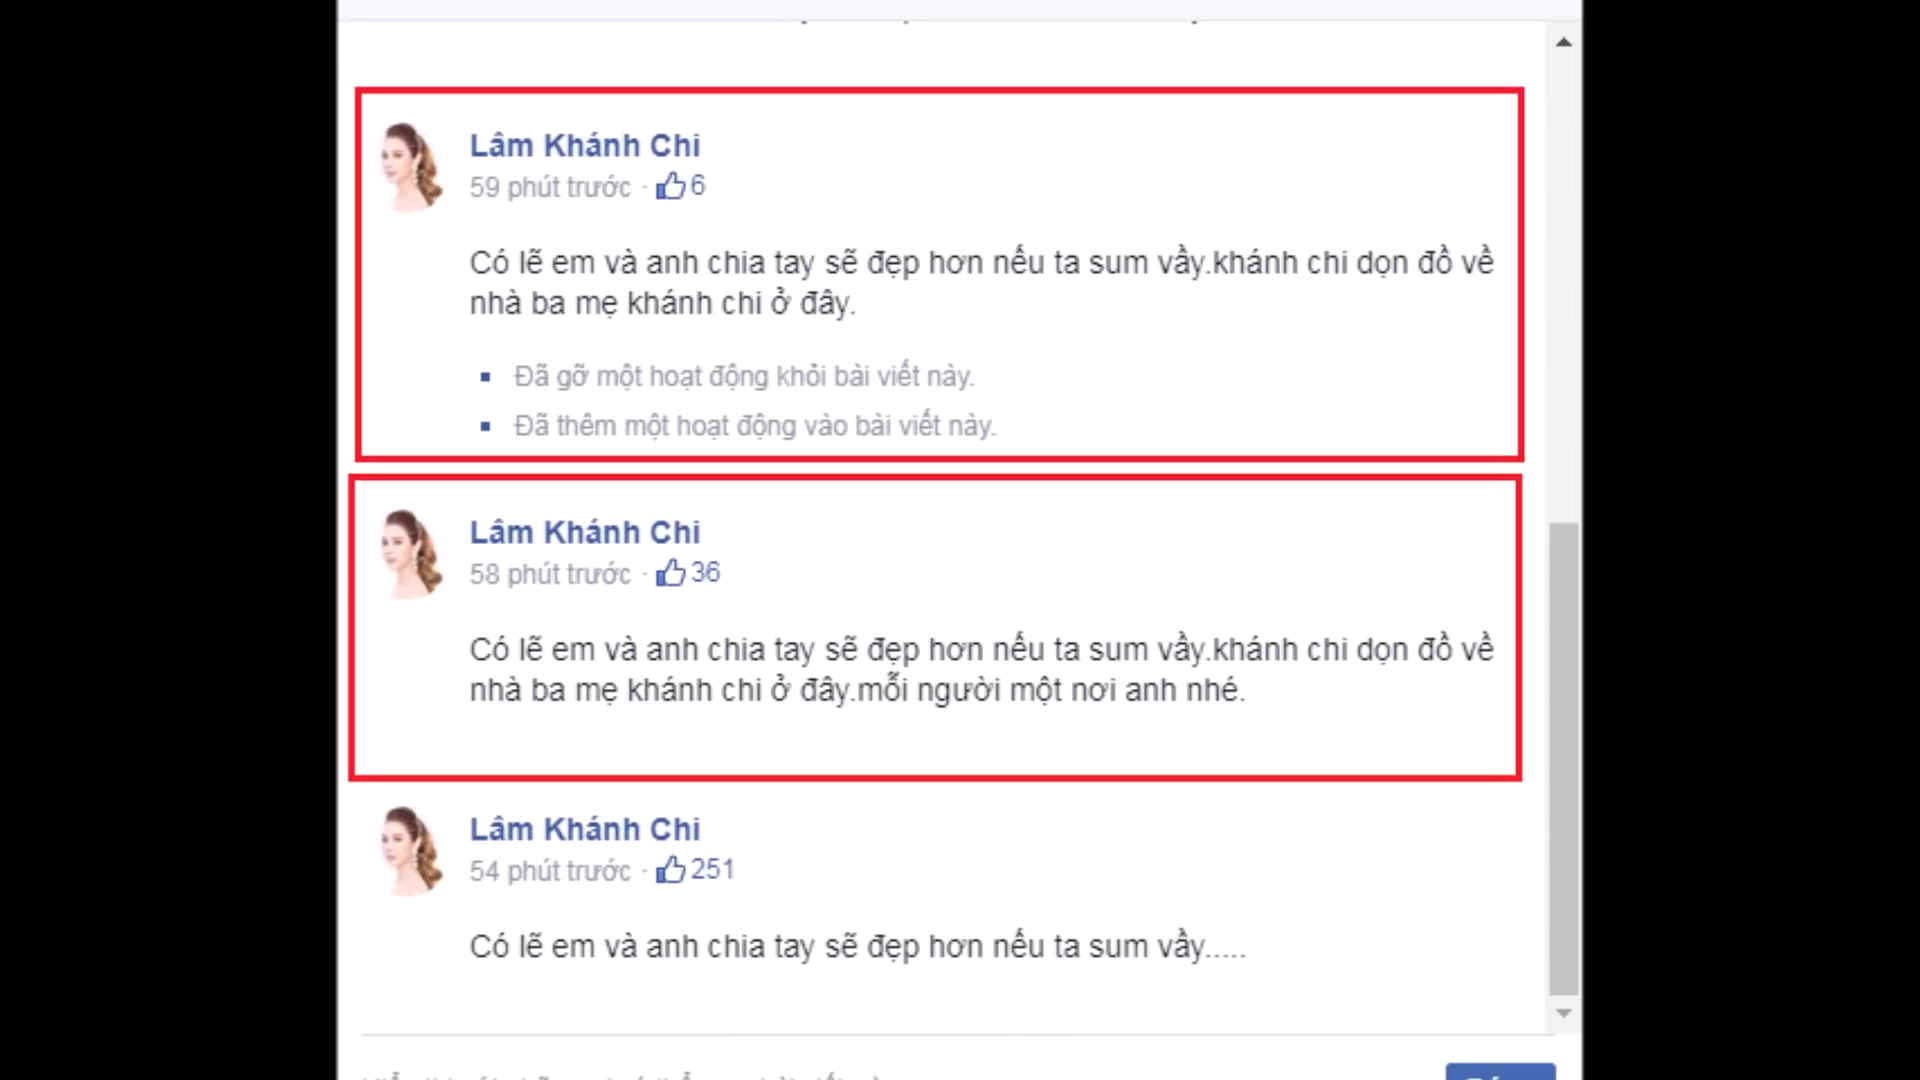 Lâm Khánh Chi
59 phút trước · 6
Có lẽ em và anh chia tay sẽ đẹp hơn nếu ta sum vầy.khánh chi dọn đồ về
nhà ba mẹ khánh chi ở đây.
Đã gỡ một hoạt động khỏi bài viết này.
Đã thêm một hoạt động vào bài viết này.
Lâm Khánh Chi
58 phút trước · 36
Có lẽ em và anh chia tay sẽ đẹp hơn nếu ta sum vầy.khánh chi dọn đồ về
nhà ba mẹ khánh chi ở đây.mỗi người một nơi anh nhé.
Lâm Khánh Chi
54 phút trước · 251
Có lẽ em và anh chia tay sẽ đẹp hơn nếu ta sum vầy.....